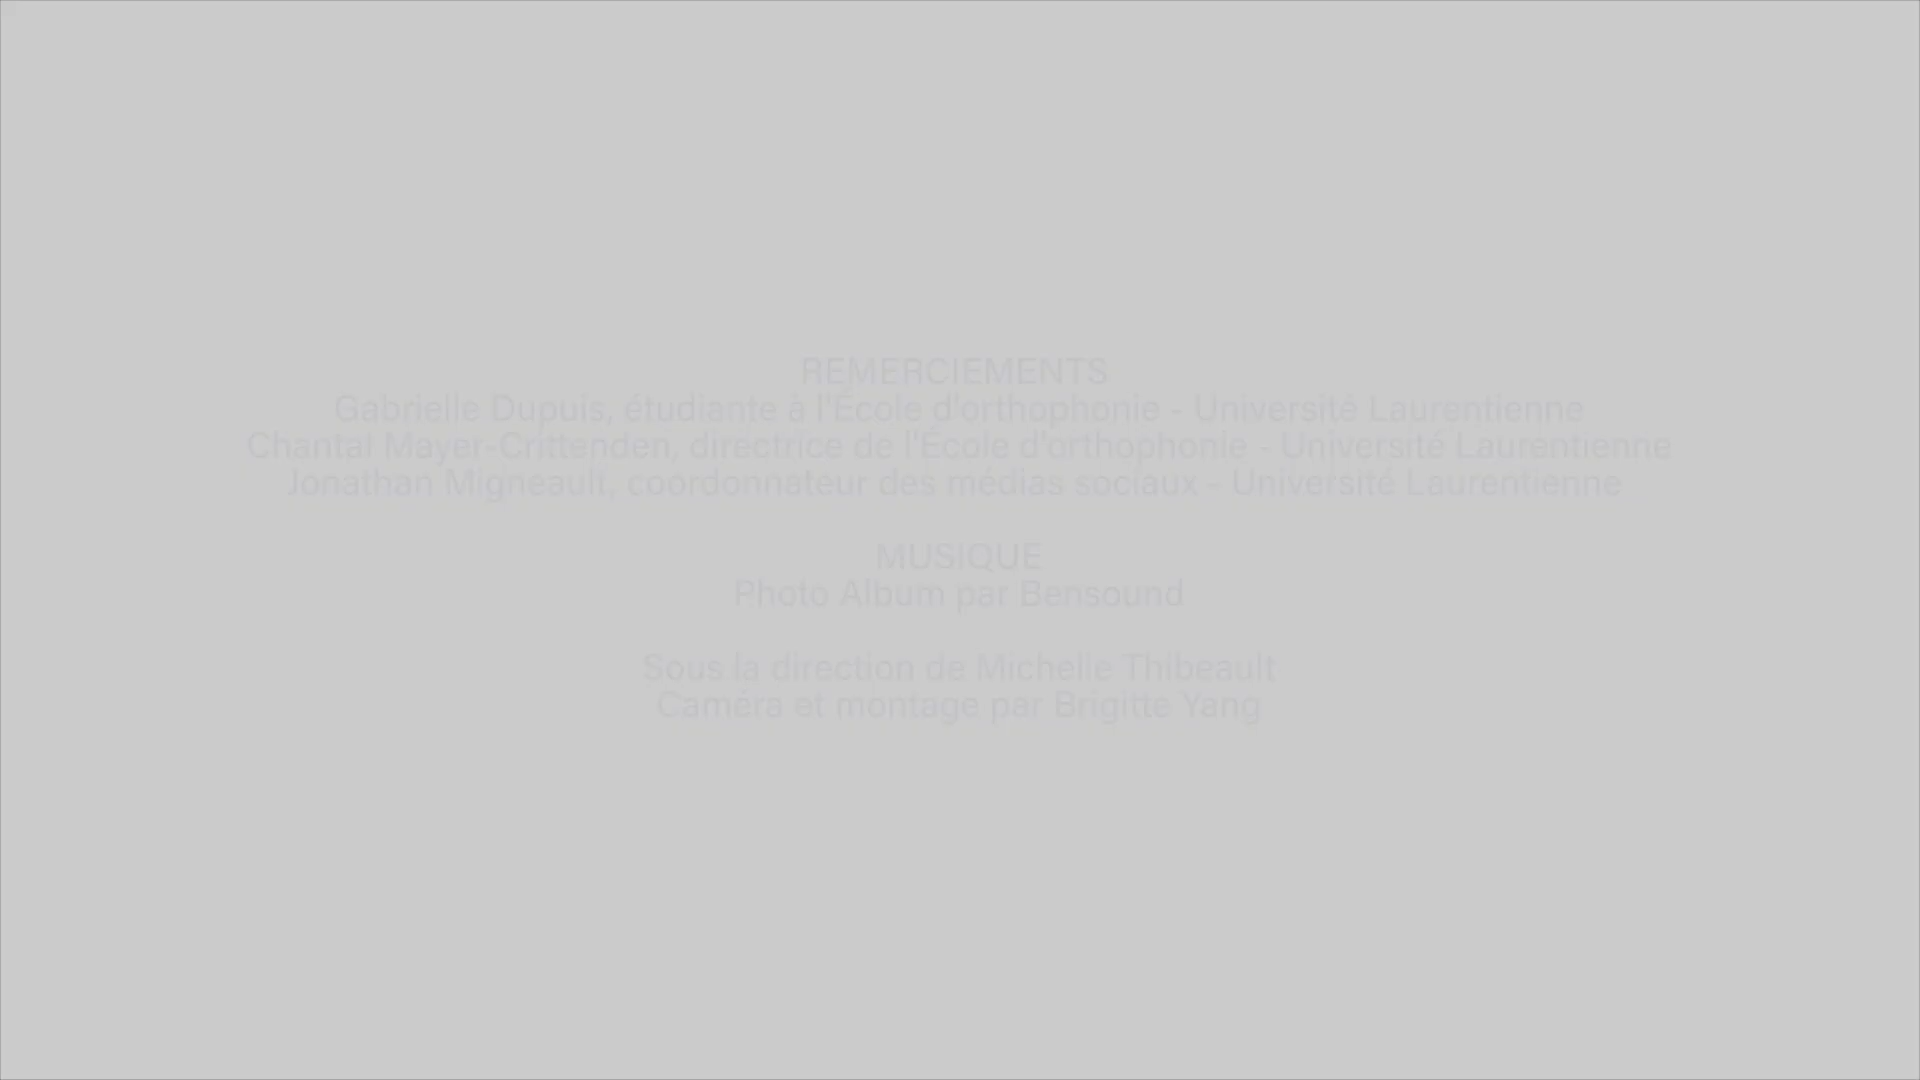 REMERCIEMENTS
Gabrielle Dupuis, étudiante à l'École d'orthophonie - Université Laurentienne
Chantal Mayer-Crittenden, directrice de l'École d'orthophonie - Université Laurentienne
Jonathan Migneault, coordonnateur des médias sociaux - Université Laurentienne
MUSIQUE
Photo Album par Bensound
Sous la direction de Michelle Thibeault
Caméra et montage par Brigitte Yang